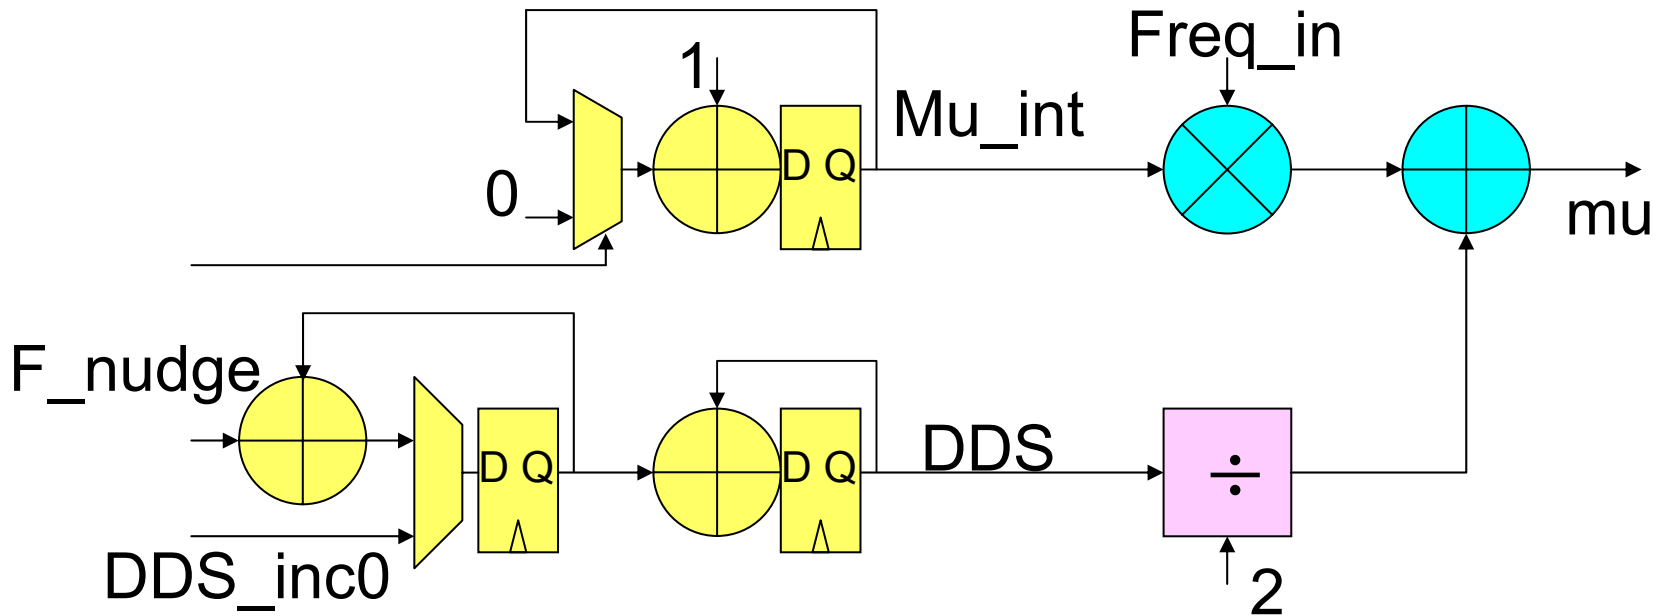 Freq_in
1
Mu_int
D Q
0
mu
F_nudge
DDS
D Q
D Q
÷
DDS_inc0
2